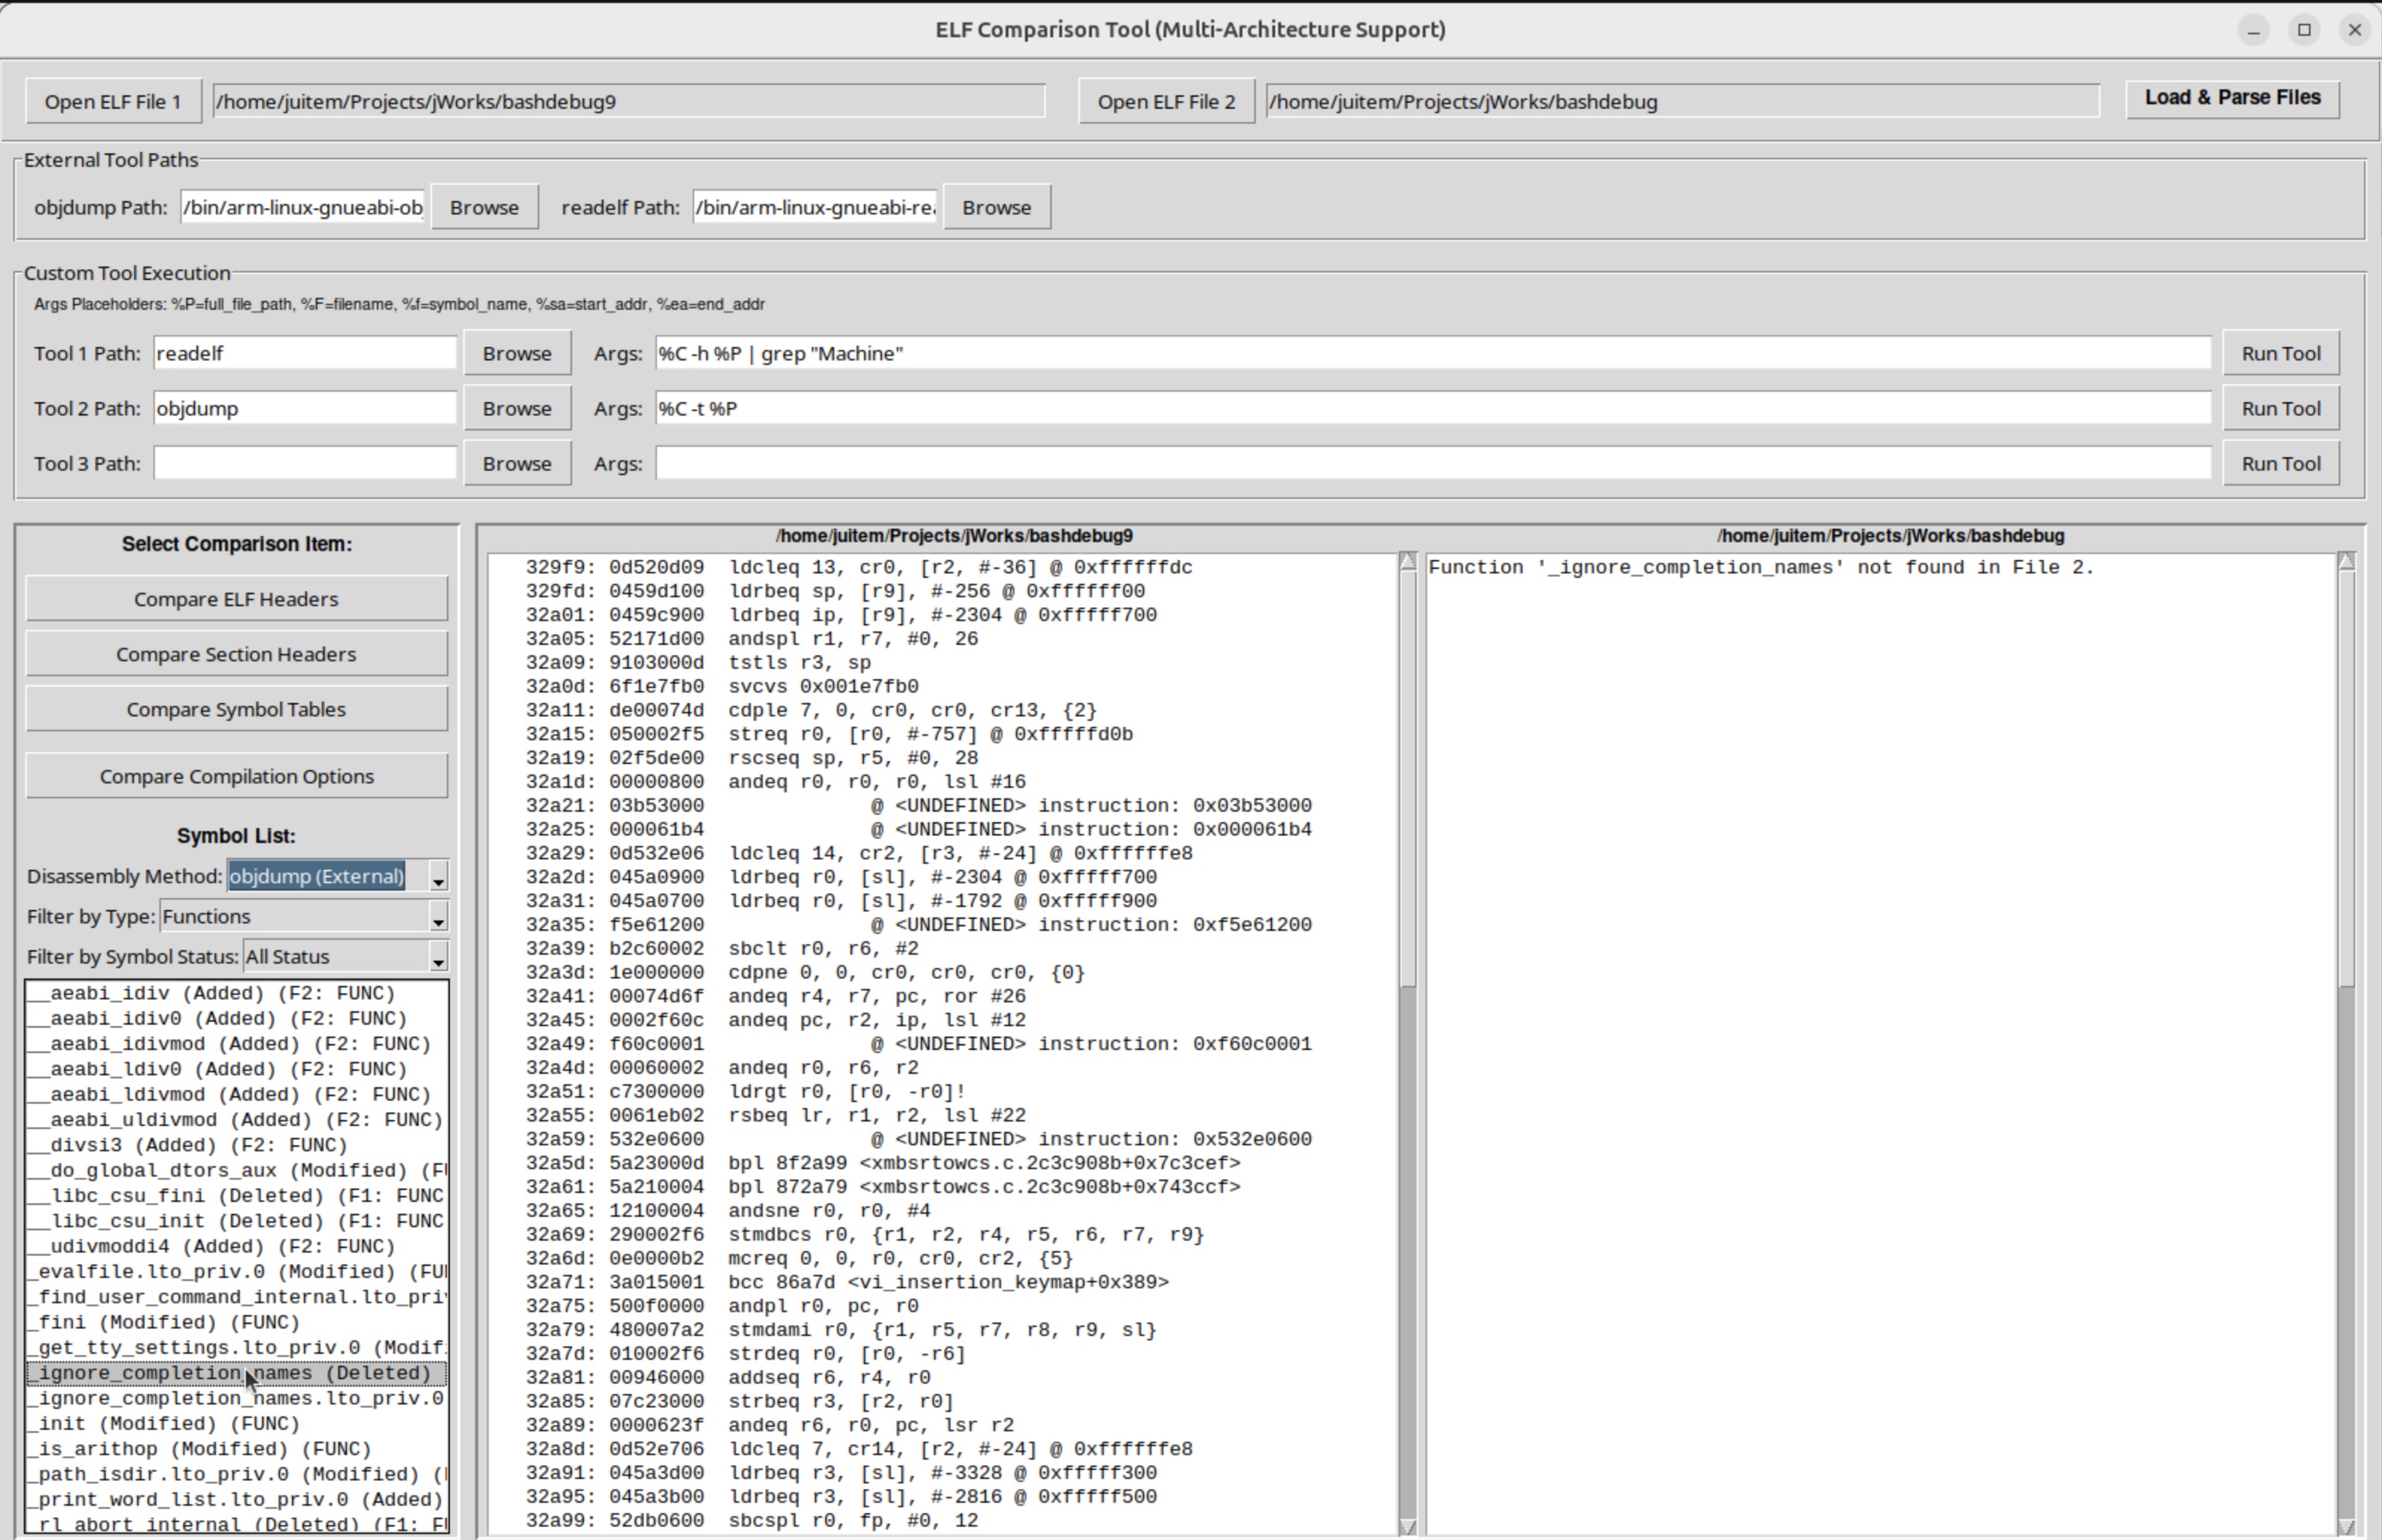 ELF Comparison Tool (Multi-Architecture Support)
Open ELF File 1 /home/juitem/Projects/jWorks/bashdebug9 Open ELF File 2 /home/juitem/Projects/jWorks/bashdebug Load & Parse Files
External Tool Paths
objdump Path: /bin/arm-linux-gnueabi-ob Browse readelf Path: /bin/arm-linux-gnueabi-rea Browse
Custom Tool Execution
Args Placeholders: %P=full_file_path, %F=filename, %f=symbol_name, %sa=start_addr, %ea=end_addr
Tool 1 Path: readelf Browse Args: %C -h %P | grep "Machine" Run Tool
Tool 2 Path: objdump Browse Args: %C -t %P Run Tool
Tool 3 Path: Browse Args: Run Tool
Select Comparison Item:
Compare ELF Headers
Compare Section Headers
Compare Symbol Tables
Compare Compilation Options
Symbol List:
Disassembly Method: objdump (External)
Filter by Type: Functions
Filter by Symbol Status: All Status
__aeabi_idiv (Added) (F2: FUNC)
__aeabi_idiv0 (Added) (F2: FUNC)
__aeabi_idivmod (Added) (F2: FUNC)
__aeabi_ldiv0 (Added) (F2: FUNC)
__aeabi_ldivmod (Added) (F2: FUNC)
__aeabi_uldivmod (Added) (F2: FUNC)
__divsi3 (Added) (F2: FUNC)
__do_global_dtors_aux (Modified) (FU
__libc_csu_fini (Deleted) (F1: FUNC
__libc_csu_init (Deleted) (F1: FUNC
__udivmoddi4 (Added) (F2: FUNC)
_evalfile.lto_priv.0 (Modified) (FUN
_find_user_command_internal.lto_priv
_fini (Modified) (FUNC)
_get_tty_settings.lto_priv.0 (Modif
_ignore_completion_names (Deleted)
_ignore_completion_names.lto_priv.0
_init (Modified) (FUNC)
_is_arithop (Modified) (FUNC)
_path_isdir.lto_priv.0 (Modified) (
_print_word_list.lto_priv.0 (Added)
_rl_abort_internal (Deleted) (F1: F
/home/juitem/Projects/jWorks/bashdebug9
329f9: 0d520d09 ldcleq 13, cr0, [r2, #-36] @ 0xffffffdc
329fd: 0459d100 ldrbeq sp, [r9], #-256 @ 0xffffff00
32a01: 0459c900 ldrbeq ip, [r9], #-2304 @ 0xfffff700
32a05: 52171d00 andspl r1, r7, #0, 26
32a09: 9103000d tstls r3, sp
32a0d: 6f1e7fb0 svcvs 0x001e7fb0
32a11: de00074d cdple 7, 0, cr0, cr0, cr13, {2}
32a15: 050002f5 streq r0, [r0, #-757] @ 0xfffffd0b
32a19: 02f5de00 rscseq sp, r5, #0, 28
32a1d: 00000800 andeq r0, r0, r0, lsl #16
32a21: 03b53000 @ <UNDEFINED> instruction: 0x03b53000
32a25: 000061b4 @ <UNDEFINED> instruction: 0x000061b4
32a29: 0d532e06 ldcleq 14, cr2, [r3, #-24] @ 0xffffffe8
32a2d: 045a0900 ldrbeq r0, [sl], #-2304 @ 0xfffff700
32a31: 045a0700 ldrbeq r0, [sl], #-1792 @ 0xfffff900
32a35: f5e61200 @ <UNDEFINED> instruction: 0xf5e61200
32a39: b2c60002 sbclt r0, r6, #2
32a3d: 1e000000 cdpne 0, 0, cr0, cr0, cr0, {0}
32a41: 00074d6f andeq r4, r7, pc, ror #26
32a45: 0002f60c andeq pc, r2, ip, lsl #12
32a49: f60c0001 @ <UNDEFINED> instruction: 0xf60c0001
32a4d: 00060002 andeq r0, r6, r2
32a51: c7300000 ldrgt r0, [r0, -r0]!
32a55: 0061eb02 rsbeq lr, r1, r2, lsl #22
32a59: 532e0600 @ <UNDEFINED> instruction: 0x532e0600
32a5d: 5a23000d bpl 8f2a99 <xmbsrtowcs.c.2c3c908b+0x7c3cef>
32a61: 5a210004 bpl 872a79 <xmbsrtowcs.c.2c3c908b+0x743ccf>
32a65: 12100004 andsne r0, r0, #4
32a69: 290002f6 stmdbcs r0, {r1, r2, r4, r5, r6, r7, r9}
32a6d: 0e0000b2 mcreq 0, 0, r0, cr0, cr2, {5}
32a71: 3a015001 bcc 86a7d <vi_insertion_keymap+0x389>
32a75: 500f0000 andpl r0, pc, r0
32a79: 480007a2 stmdami r0, {r1, r5, r7, r8, r9, sl}
32a7d: 010002f6 strdeq r0, [r0, -r6]
32a81: 00946000 addseq r6, r4, r0
32a85: 07c23000 strbeq r3, [r2, r0]
32a89: 0000623f andeq r6, r0, pc, lsr r2
32a8d: 0d52e706 ldcleq 7, cr14, [r2, #-24] @ 0xffffffe8
32a91: 045a3d00 ldrbeq r3, [sl], #-3328 @ 0xfffff300
32a95: 045a3b00 ldrbeq r3, [sl], #-2816 @ 0xfffff500
32a99: 52db0600 sbcspl r0, fp, #0, 12
/home/juitem/Projects/jWorks/bashdebug
Function '_ignore_completion_names' not found in File 2.